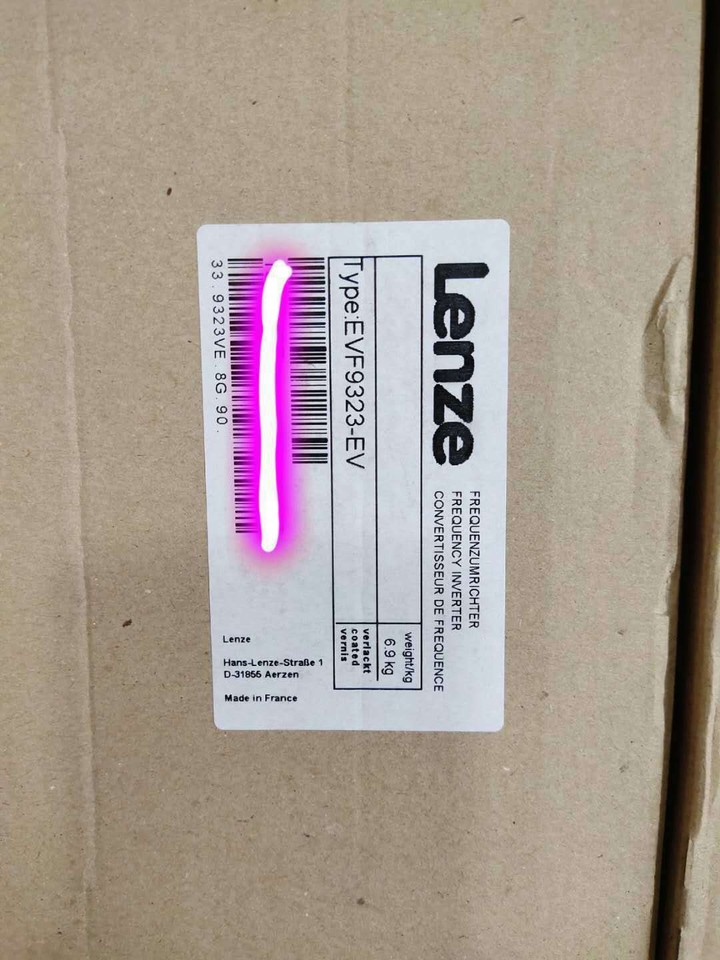 Lenze
FREQUENZUMRICHTER
FREQUENCY INVERTER
CONVERTISSEUR DE FREQUENCE
weight/kg
6.9 kg
Type:EVF9323-EV
verlackt
coated
vernis
33.9323VE.8G.90.
Lenze
Hans-Lenze-Straße 1
D-31855 Aerzen
Made in France